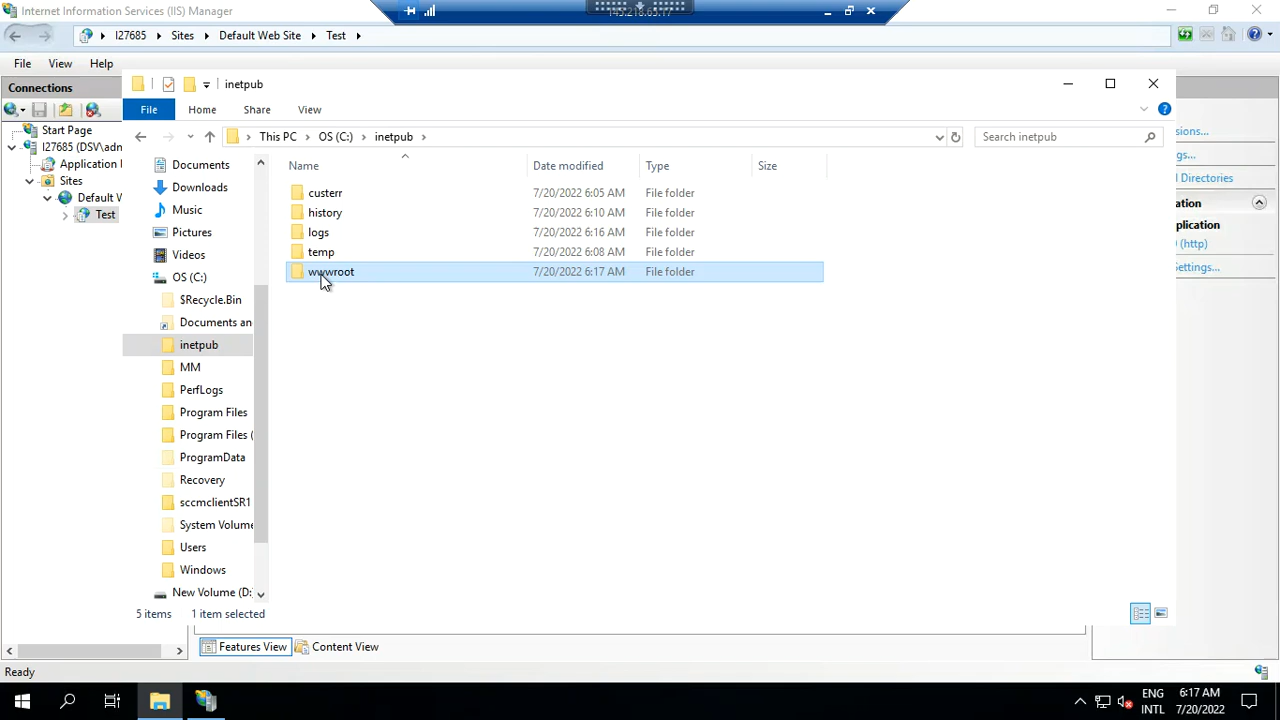 Internet Information Services (IIS) Manager
I27685 Sites Default Web Site Test
File View Help
Connections
Start Page
I27685 (DSV\adn
Application I
Sites
Default W
Test
inetpub
File Home Share View
This PC OS (C:) inetpub
Search inetpub
Documents
Downloads
Music
Pictures
Videos
OS (C:)
$Recycle.Bin
Documents an
inetpub
MM
PerfLogs
Program Files
Program Files (
ProgramData
Recovery
sccmclientSR1
System Volume
Users
Windows
New Volume (D:
Name Date modified Type Size
custerr 7/20/2022 6:05 AM File folder
history 7/20/2022 6:10 AM File folder
logs 7/20/2022 6:16 AM File folder
temp 7/20/2022 6:08 AM File folder
wwwroot 7/20/2022 6:17 AM File folder
5 items 1 item selected
sions...
gs...
Directories
ation
pplication
(http)
Settings...
Features View Content View
Ready
ENG
INTL
6:17 AM
7/20/2022